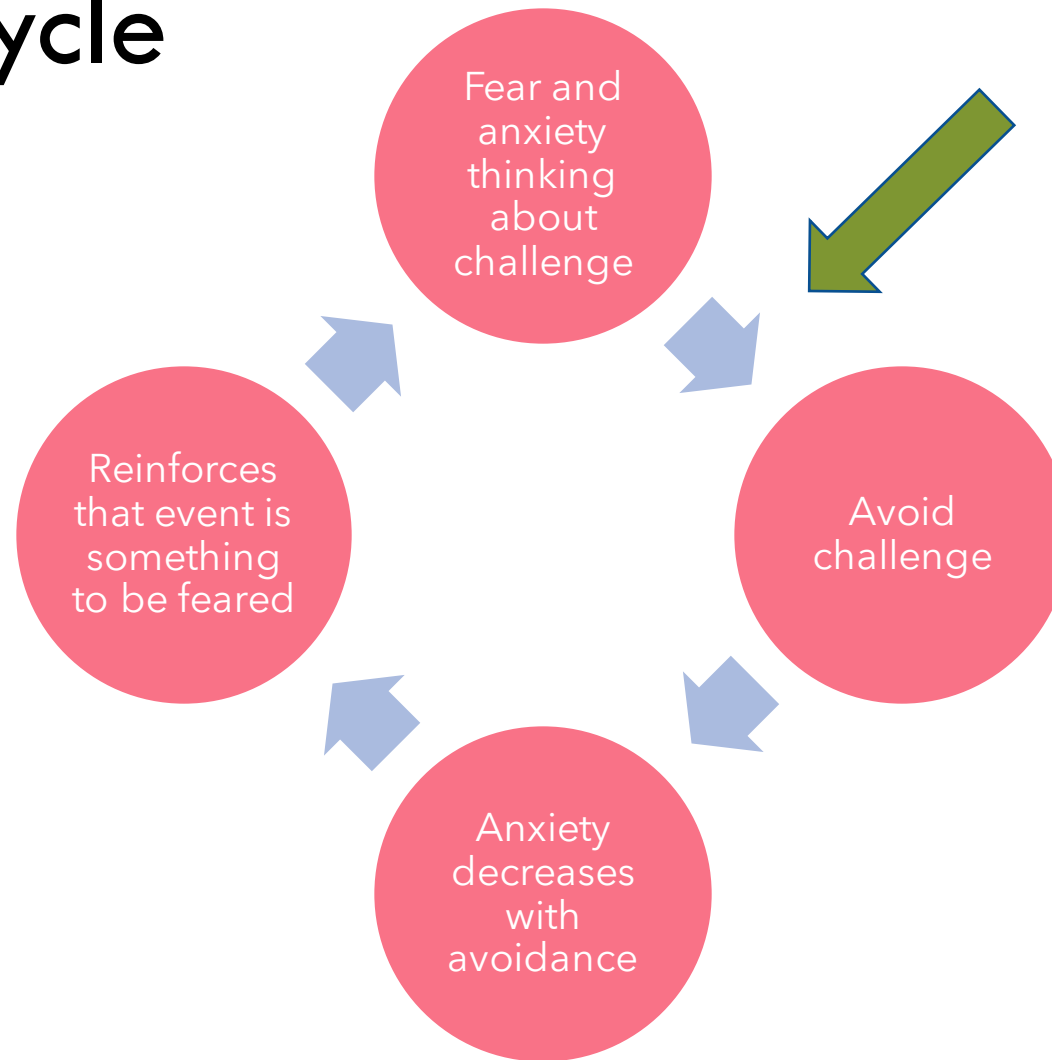 ycle
Fear and
anxiety
thinking
about
challenge
Avoid
challenge
Anxiety
decreases
with
avoidance
Reinforces
that event is
something
to be feared